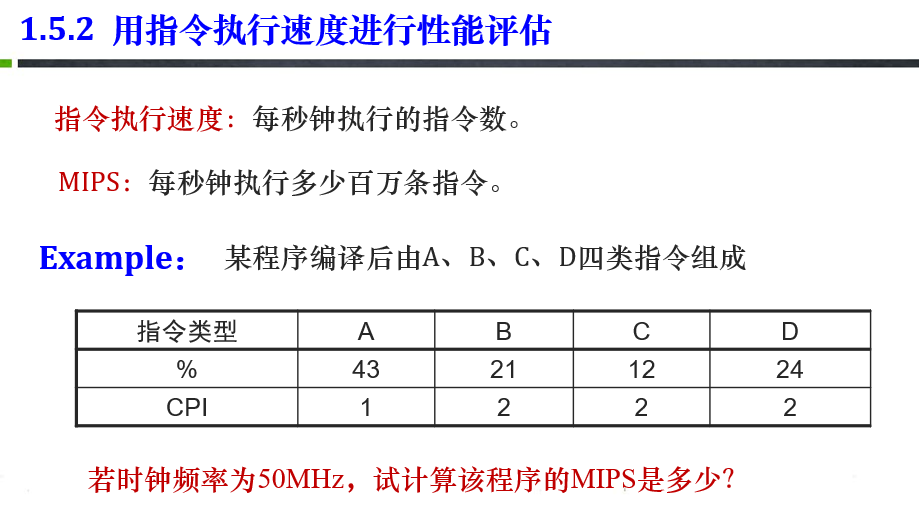 1.5.2 用指令执行速度进行性能评估
指令执行速度：每秒钟执行的指令数。
MIPS：每秒钟执行多少百万条指令。
Example： 某程序编译后由A、B、C、D四类指令组成
指令类型 A B C D
% 43 21 12 24
CPI 1 2 2 2
若时钟频率为50MHz，试计算该程序的MIPS是多少？